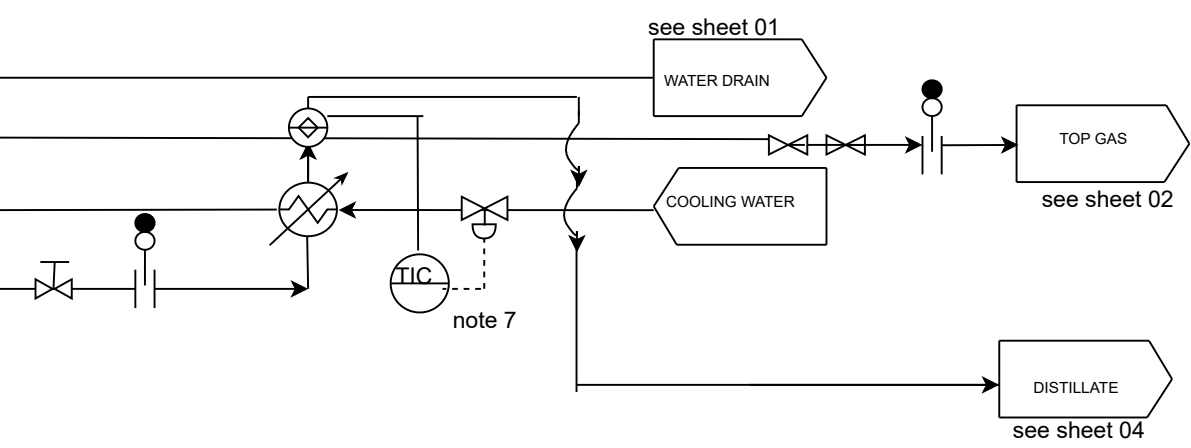 see sheet 01
WATER DRAIN
TOP GAS
see sheet 02
COOLING WATER
TIC
note 7
DISTILLATE
see sheet 04